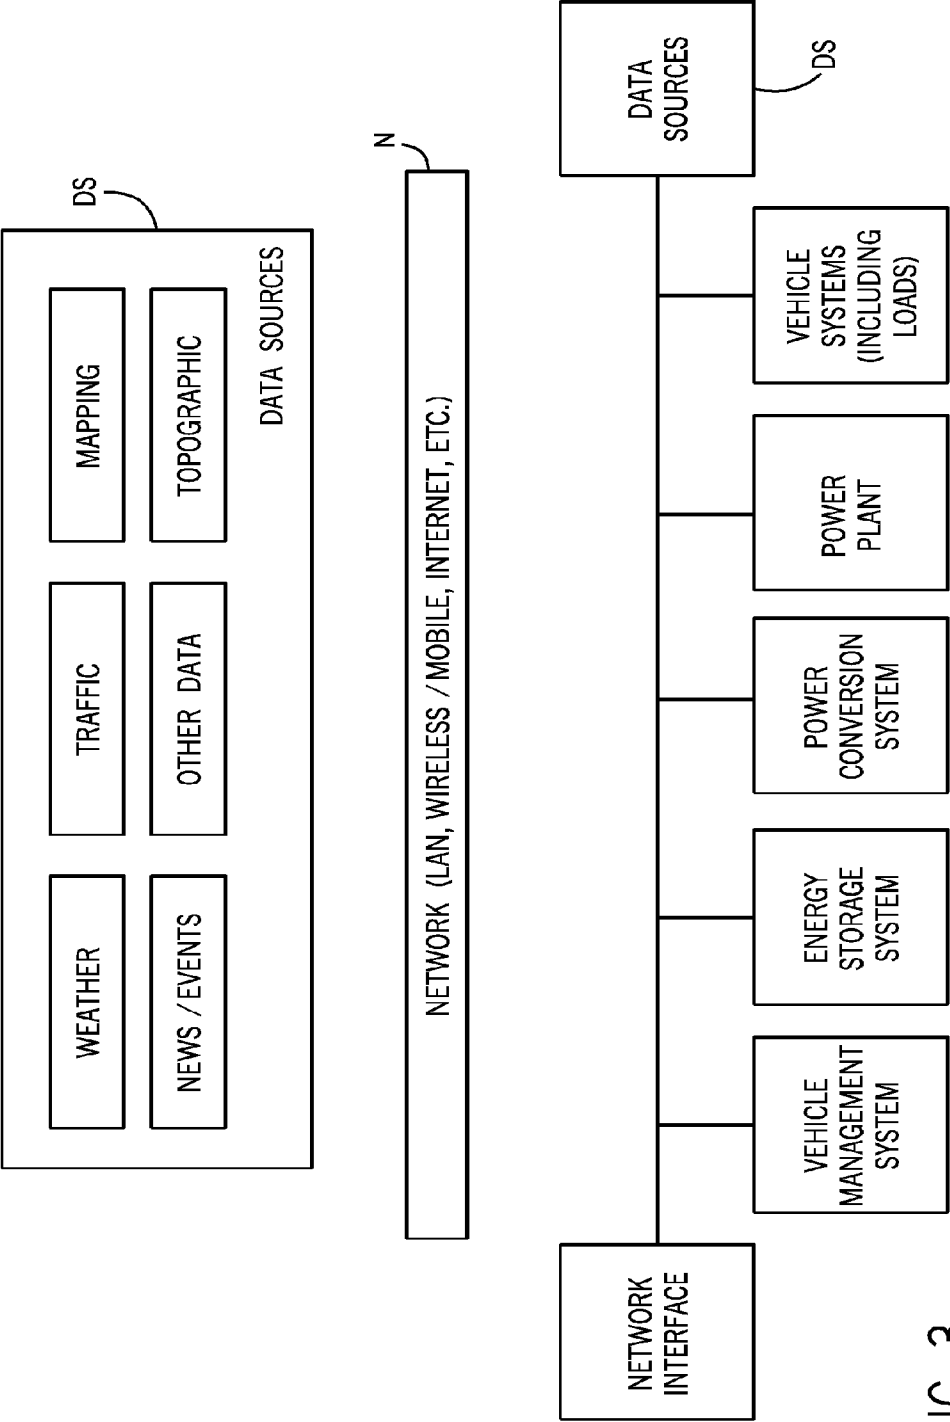 DS
WEATHER
TRAFFIC
MAPPING
NEWS / EVENTS
OTHER DATA
TOPOGRAPHIC
DATA SOURCES
N
NETWORK (LAN, WIRELESS / MOBILE, INTERNET, ETC.)
NETWORK
INTERFACE
DATA
SOURCES
DS
VEHICLE
MANAGEMENT
SYSTEM
ENERGY
STORAGE
SYSTEM
POWER
CONVERSION
SYSTEM
POWER
PLANT
VEHICLE
SYSTEMS
(INCLUDING
LOADS)